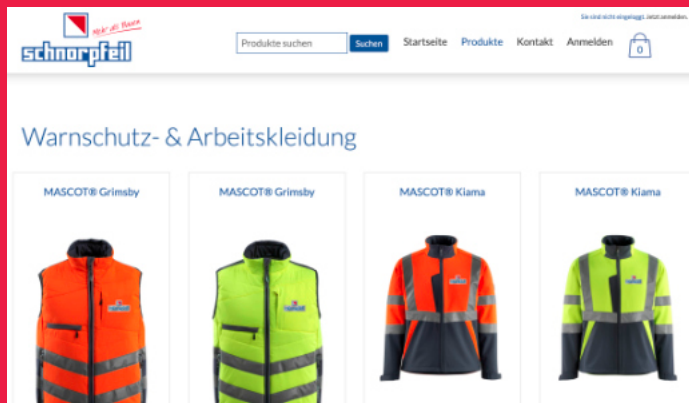 Mehr als Bauen
schnorpfeil
Sie sind nicht eingeloggt. Jetzt anmelden.
Produkte suchen
Suchen
Startseite
Produkte
Kontakt
Anmelden
0
Warnschutz- & Arbeitskleidung
MASCOT® Grimsby
MASCOT® Grimsby
MASCOT® Kiama
MASCOT® Kiama